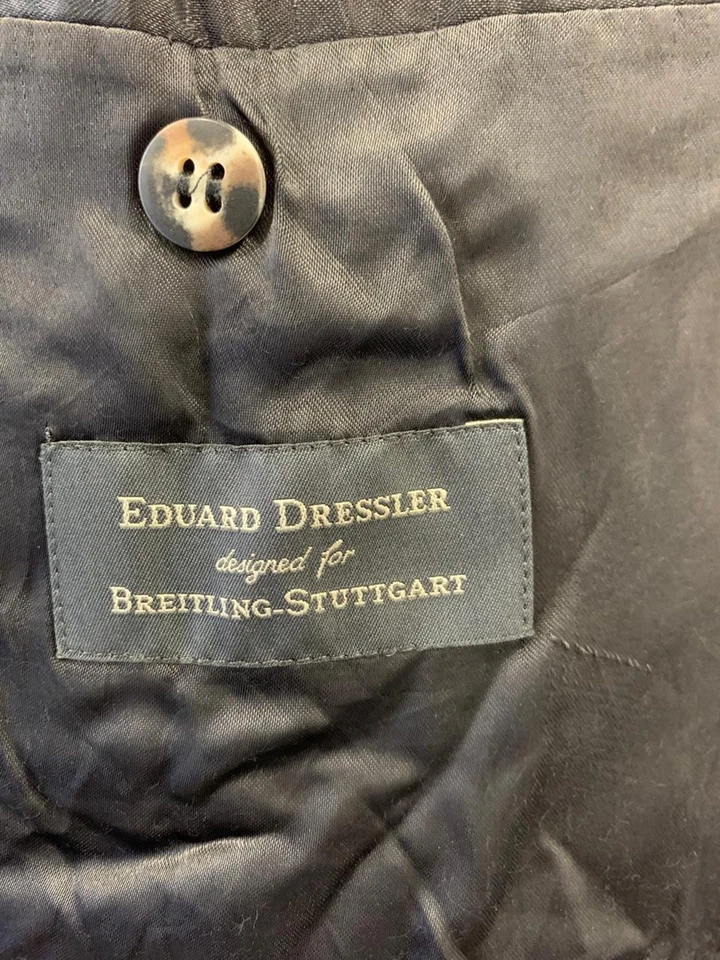 EDUARD DRESSLER
designed for
BREITLING-STUTTGART